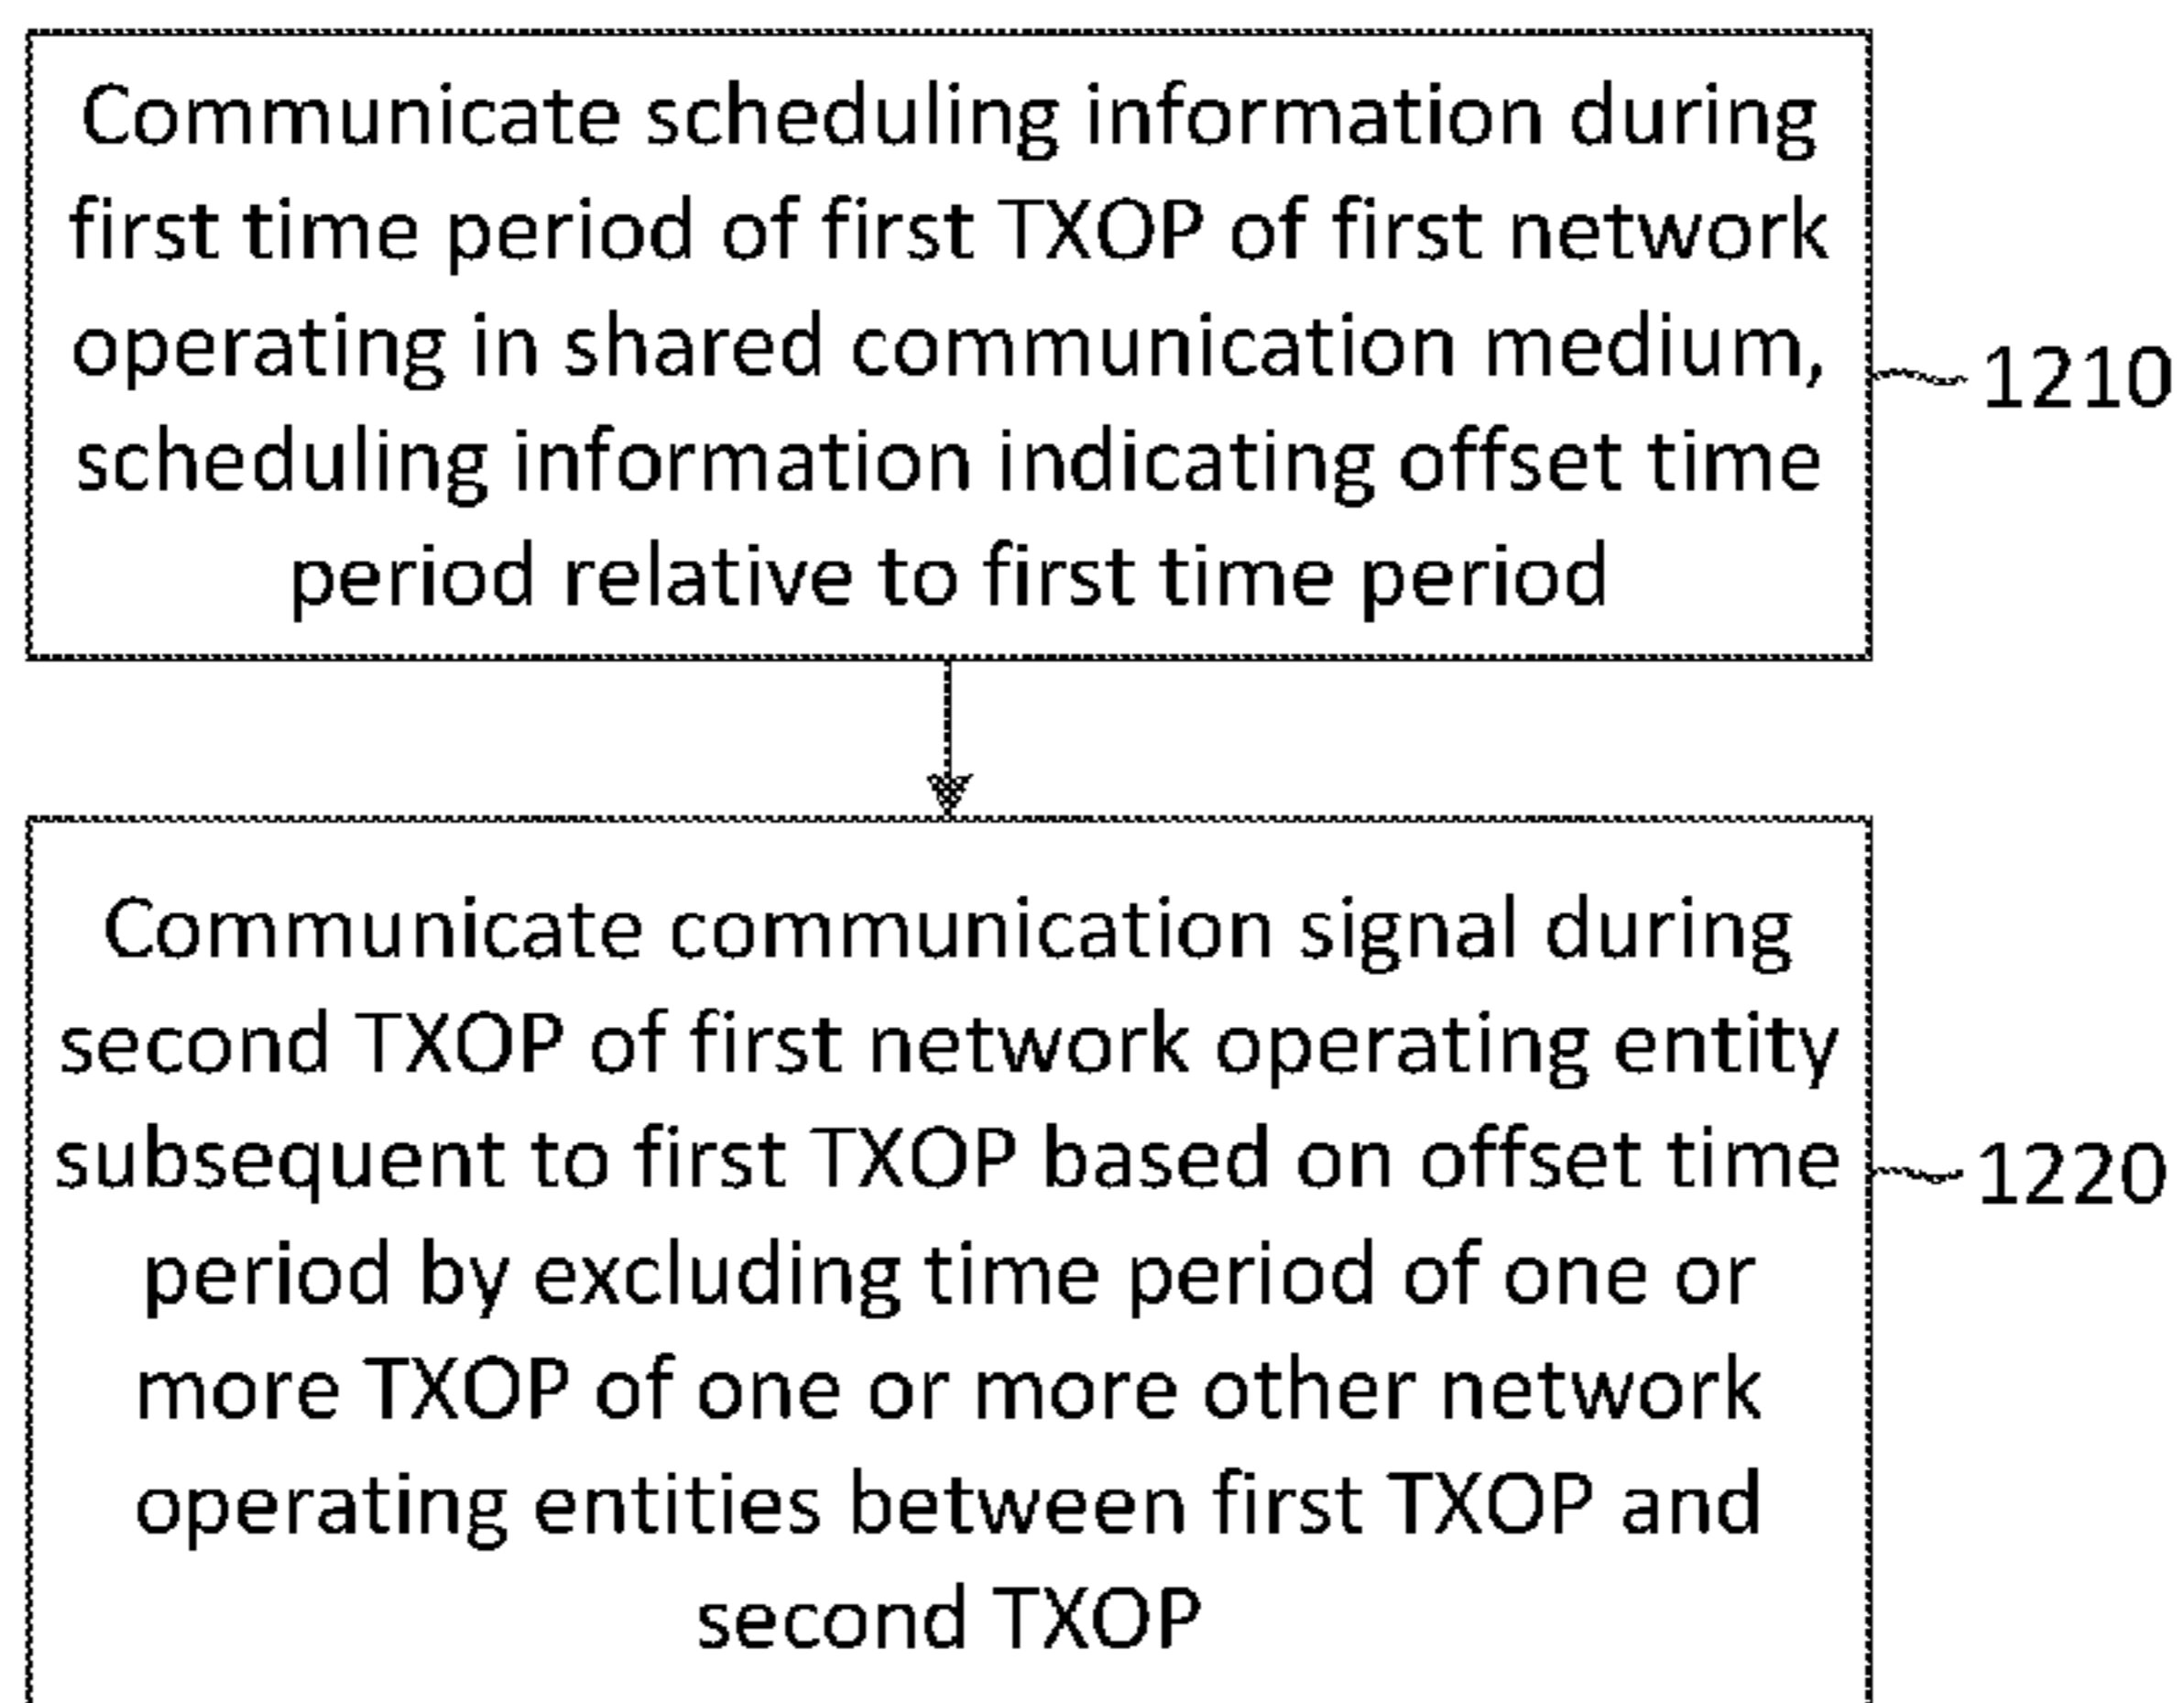 Communicate scheduling information during
first time period of first TXOP of first network
operating in shared communication medium,
scheduling information indicating offset time
period relative to first time period
1210
Communicate communication signal during
second TXOP of first network operating entity
subsequent to first TXOP based on offset time
period by excluding time period of one or
more TXOP of one or more other network
operating entities between first TXOP and
second TXOP
1220